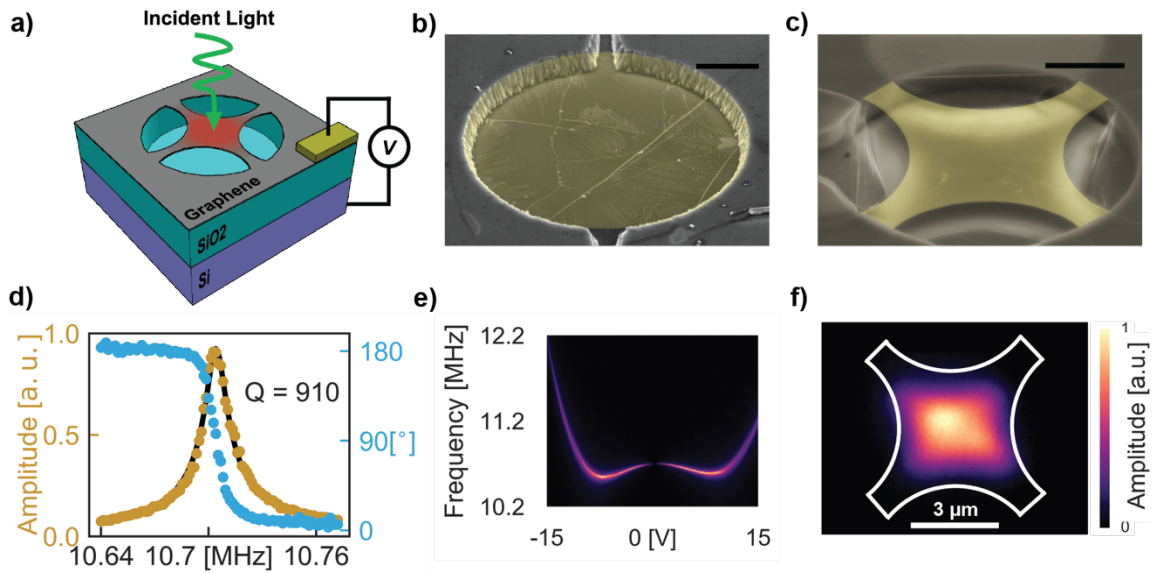 a)
Incident Light
V
Graphene
SiO2
Si
b)
c)
d)
Amplitude [a. u.]
1.0
0.5
0.0
Q = 910
180
90[°]
0
10.64 10.7 [MHz] 10.76
e)
Frequency [MHz]
12.2
11.2
10.2
-15 0 [V] 15
f)
3 µm
1
0
Amplitude [a.u.]